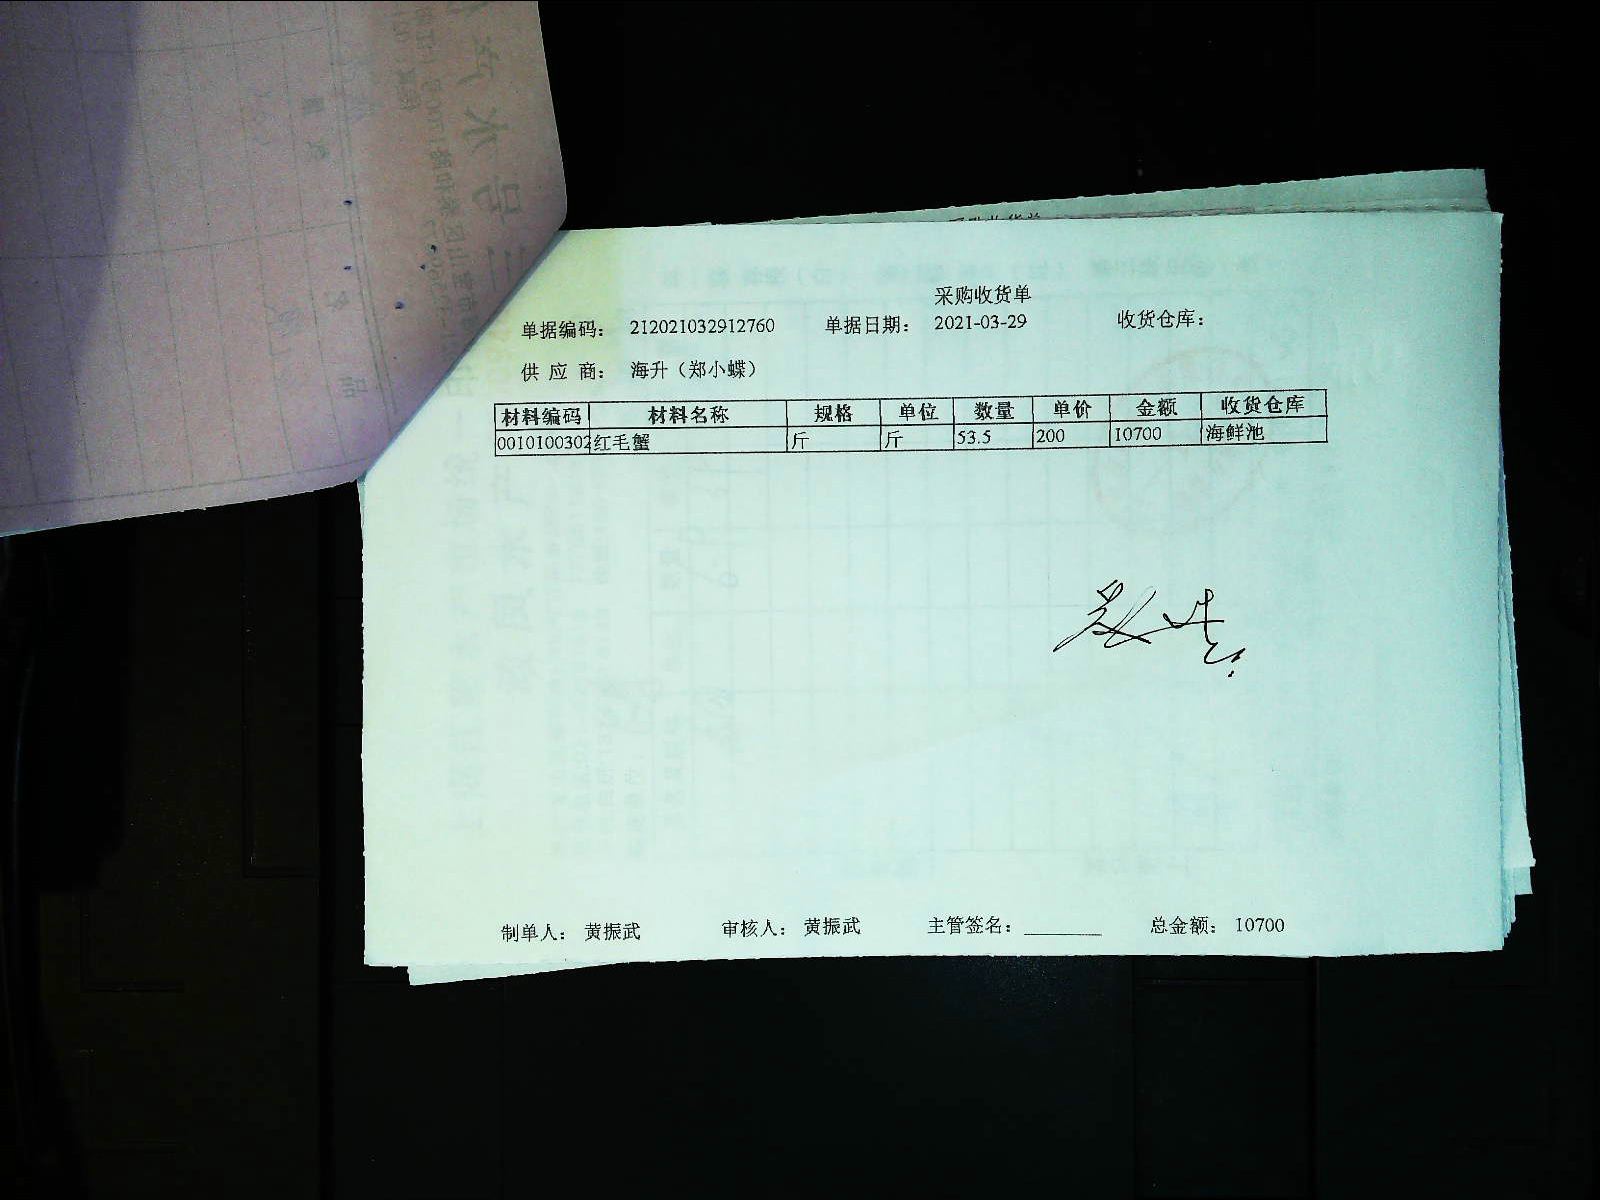 采购收货单
单据编码： 212021032912760 单据日期： 2021-03-29 收货仓库：
供 应 商： 海升（郑小蝶）
材料编码 材料名称 规格 单位 数量 单价 金额 收货仓库
0010100302 红毛蟹 斤 斤 53.5 200 10700 海鲜池
制单人： 黄振武 审核人： 黄振武 主管签名： 总金额： 10700